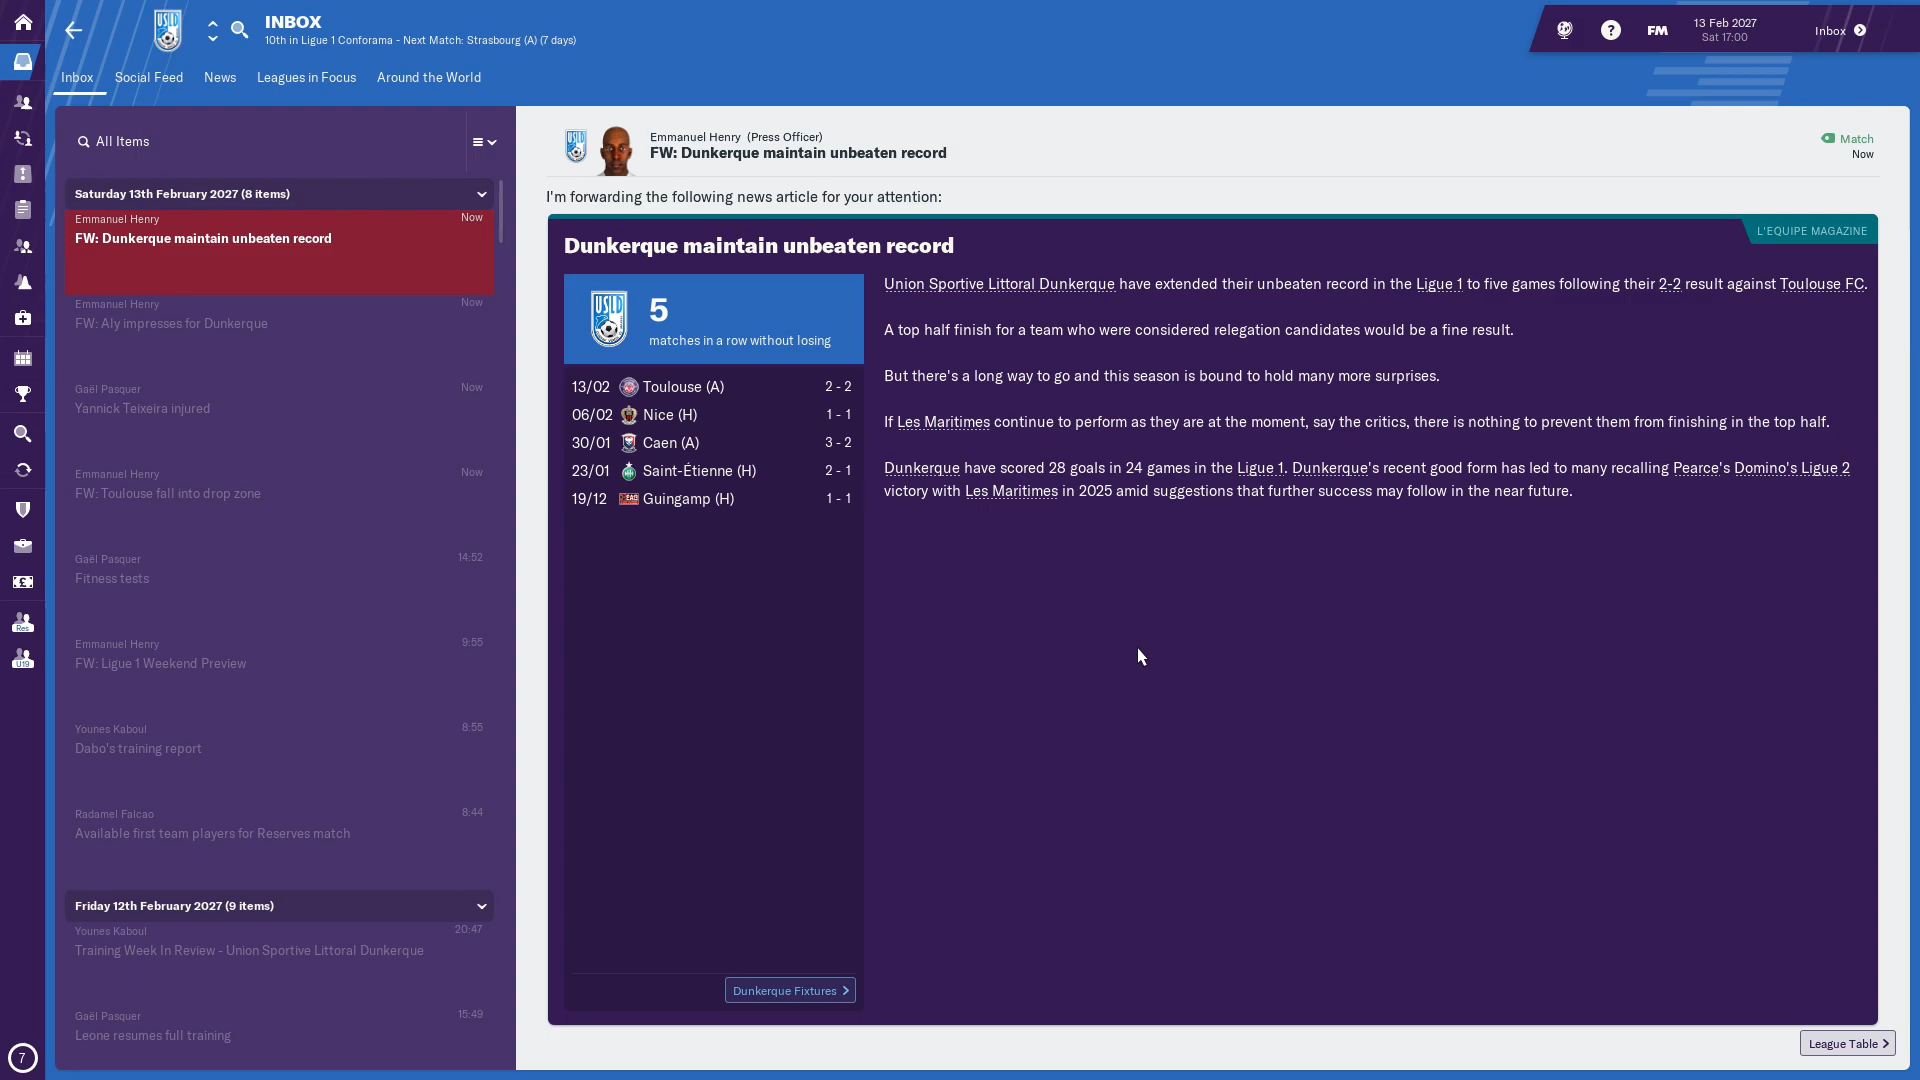 INBOX
10th in Ligue 1 Conforama - Next Match: Strasbourg (A) (7 days)
FM
13 Feb 2027
Sat 17:00
Inbox
Inbox
Social Feed
News
Leagues in Focus
Around the World
All Items
Saturday 13th February 2027 (8 items)
Emmanuel Henry
Now
FW: Dunkerque maintain unbeaten record
Emmanuel Henry
Now
FW: Aly impresses for Dunkerque
Gaël Pasquer
Now
Yannick Teixeira injured
Emmanuel Henry
Now
FW: Toulouse fall into drop zone
Gaël Pasquer
14:52
Fitness tests
Emmanuel Henry
9:55
FW: Ligue 1 Weekend Preview
Younes Kaboul
8:55
Dabo's training report
Radamel Falcao
8:44
Available first team players for Reserves match
Friday 12th February 2027 (9 items)
Younes Kaboul
20:47
Training Week In Review - Union Sportive Littoral Dunkerque
Gaël Pasquer
15:49
Leone resumes full training
Res
U19
7
Emmanuel Henry (Press Officer)
FW: Dunkerque maintain unbeaten record
Match
Now
I'm forwarding the following news article for your attention:
L'EQUIPE MAGAZINE
Dunkerque maintain unbeaten record
USLD
5
matches in a row without losing
13/02 Toulouse (A) 2 - 2
06/02 Nice (H) 1 - 1
30/01 Caen (A) 3 - 2
23/01 Saint-Étienne (H) 2 - 1
19/12 Guingamp (H) 1 - 1
Dunkerque Fixtures
Union Sportive Littoral Dunkerque have extended their unbeaten record in the Ligue 1 to five games following their 2-2 result against Toulouse FC.
A top half finish for a team who were considered relegation candidates would be a fine result.
But there's a long way to go and this season is bound to hold many more surprises.
If Les Maritimes continue to perform as they are at the moment, say the critics, there is nothing to prevent them from finishing in the top half.
Dunkerque have scored 28 goals in 24 games in the Ligue 1. Dunkerque's recent good form has led to many recalling Pearce's Domino's Ligue 2
victory with Les Maritimes in 2025 amid suggestions that further success may follow in the near future.
League Table